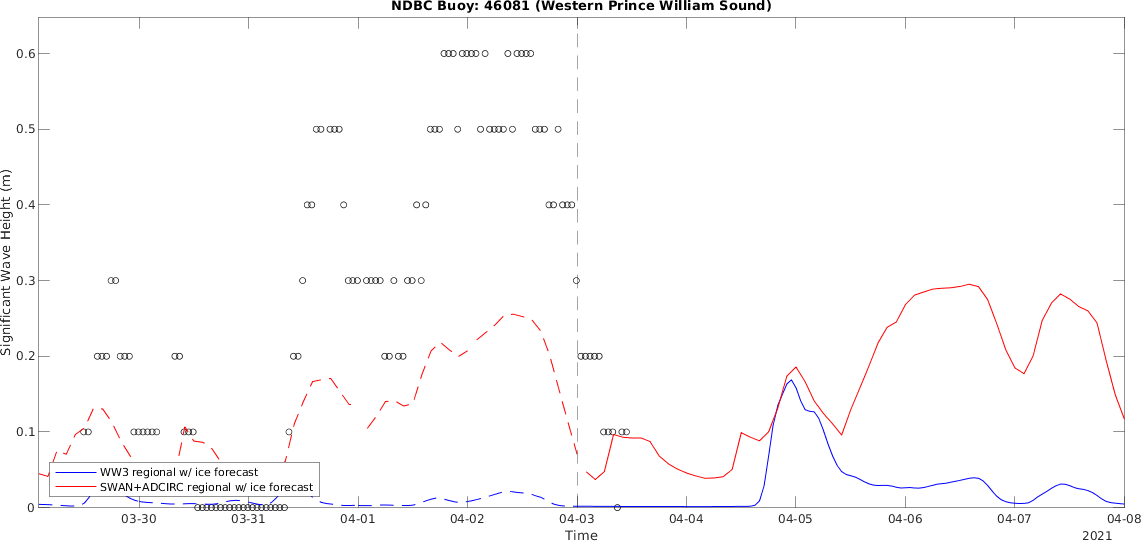 NDBC Buoy: 46081 (Western Prince William Sound)
0.6
0.5
0.4
0.3
0.2
0.1
0
Significant Wave Height (m)
WW3 regional w/ ice forecast
SWAN+ADCIRC regional w/ ice forecast
03-30 03-31 04-01 04-02 04-03 04-04 04-05 04-06 04-07 04-08
Time
2021